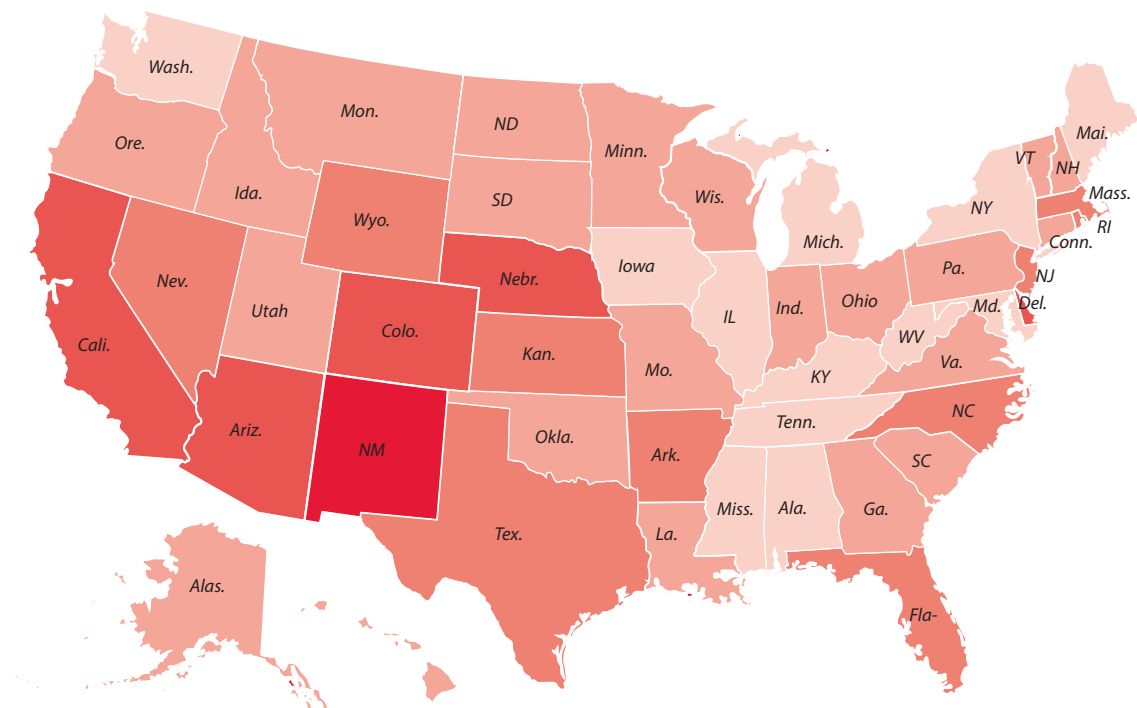 Wash.
Mon.
ND
Minn.
Mai.
Ore.
VT
NH
Ida.
SD
Wis.
Mass.
Wyo.
NY
RI
Mich.
Conn.
Iowa
Pa.
Nev.
Nebr.
NJ
Utah
IL
Ind.
Ohio
Md.
Del.
Cali.
Colo.
WV
Kan.
Mo.
KY
Va.
Ariz.
NM
Okla.
Tenn.
NC
Ark.
SC
Tex.
La.
Miss.
Ala.
Ga.
Alas.
Fla-